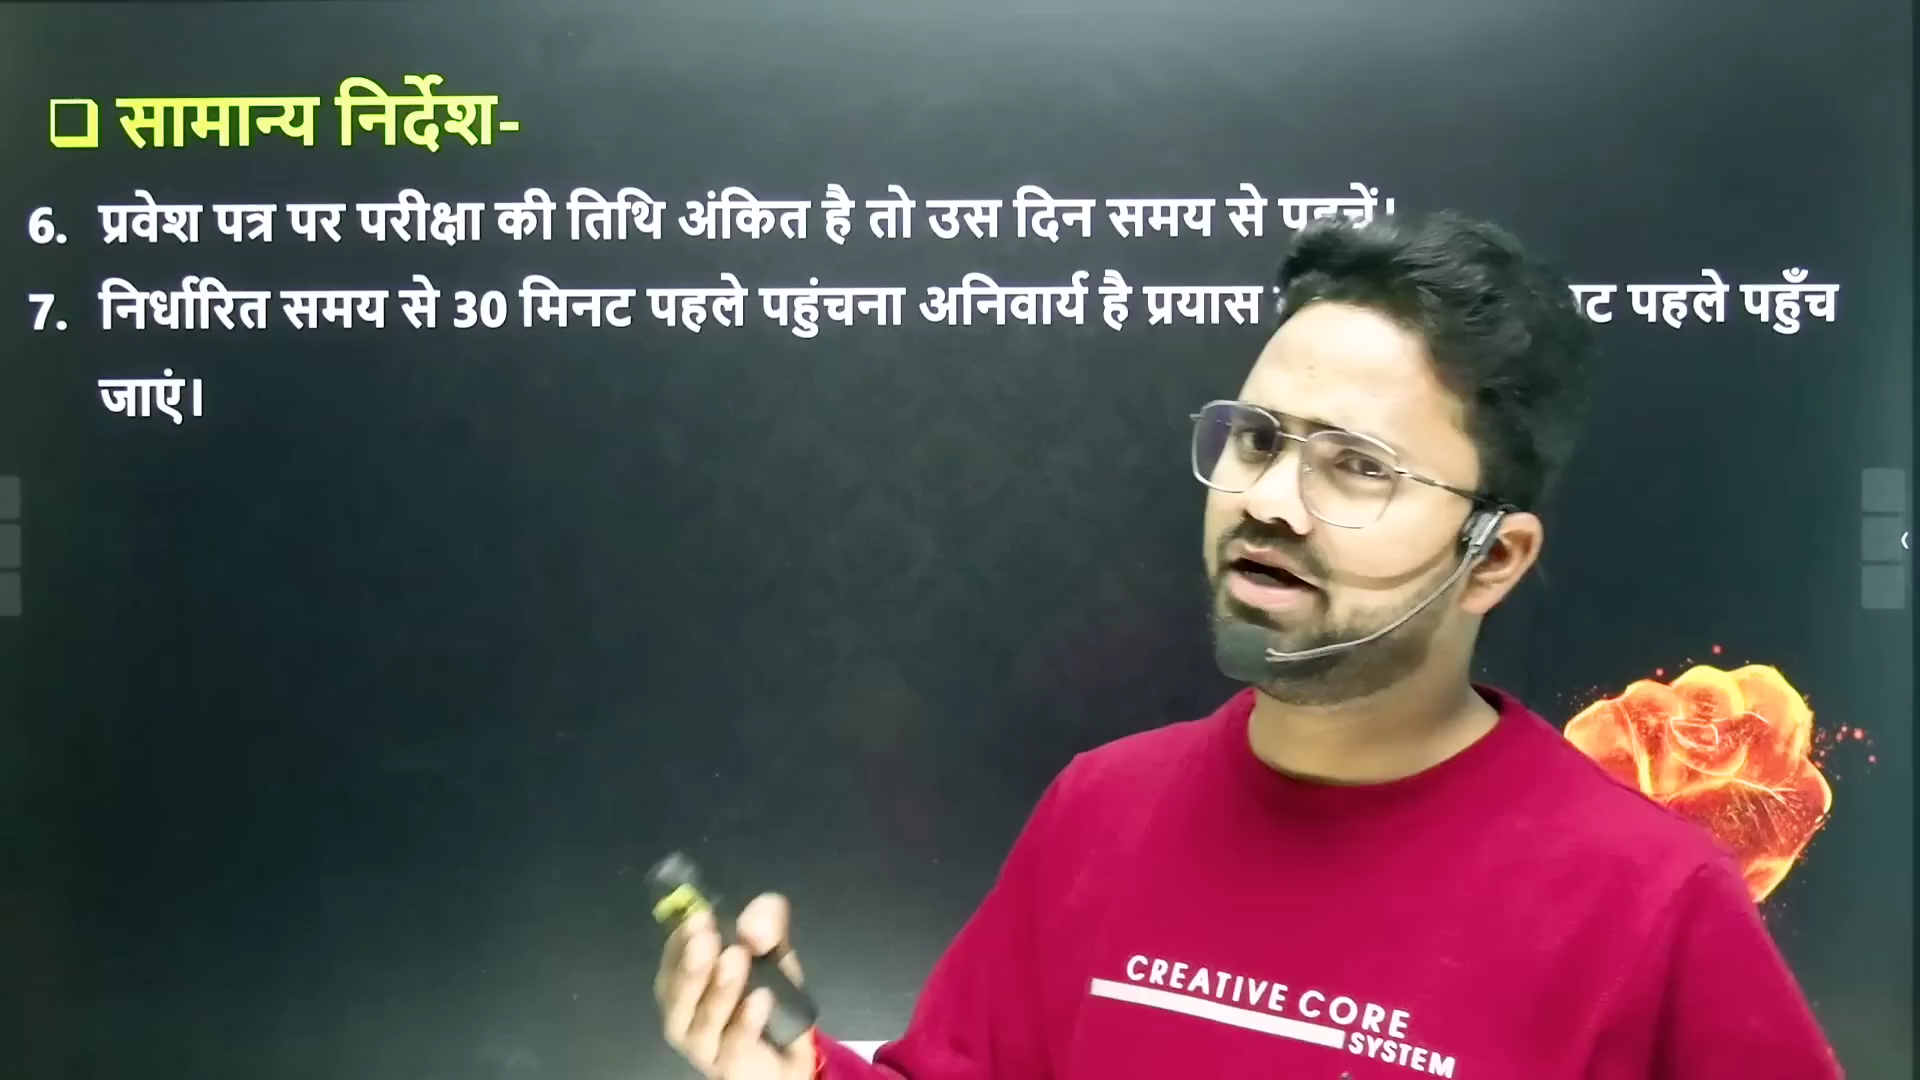 ❑ सामान्य निर्देश-
6. प्रवेश पत्र पर परीक्षा की तिथि अंकित है तो उस दिन समय से
7. निर्धारित समय से 30 मिनट पहले पहुंचना अनिवार्य है प्रयास पहले पहुँच
जाएं।
CREATIVE CORE
SYSTEM